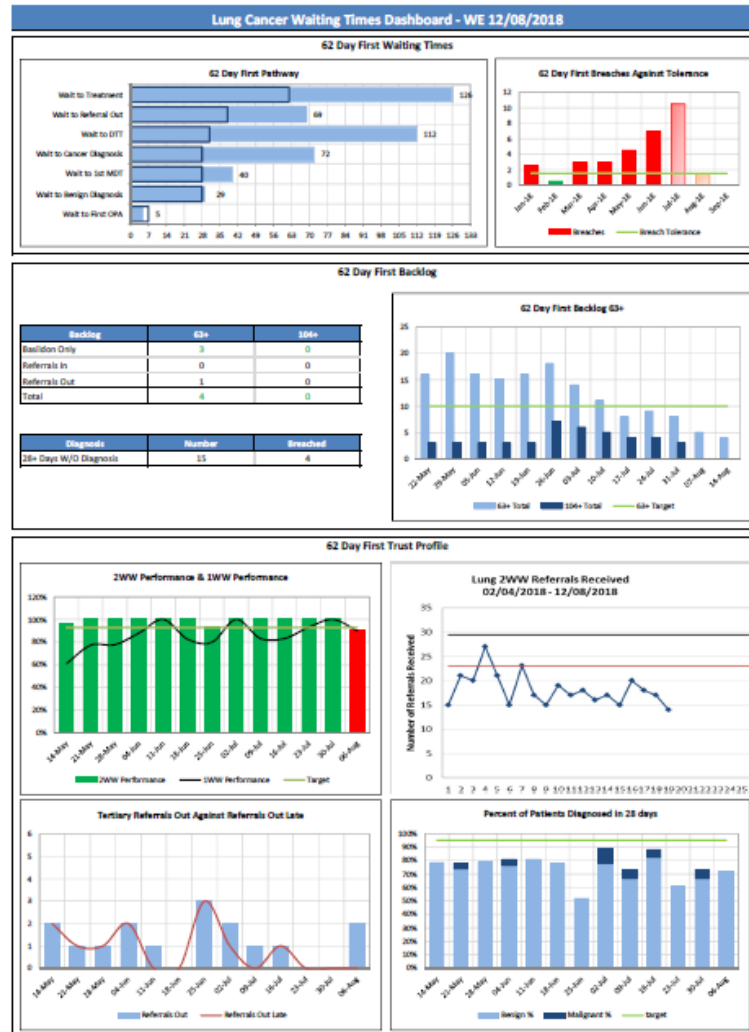 Lung Cancer Waiting Times Dashboard - WE 12/08/2018
62 Day First Waiting Times
62 Day First Pathway
Wait to Treatment 126
Wait to Referral Out 69
Wait to DTT 112
Wait to Cancer Diagnosis 72
Wait to 1st MDT 40
Wait to Benign Diagnosis 29
Wait to First OPA 5
0 7 14 21 28 35 42 49 56 63 70 77 84 91 98 105 112 119 126 133
62 Day First Breaches Against Tolerance
12
10
8
6
4
2
0
Jan-18 Feb-18 Mar-18 Apr-18 May-18 Jun-18 Jul-18 Aug-18 Sep-18
Breaches Breach Tolerance
62 Day First Backlog
Backlog 63+ 104+
Basildon Only 3 0
Referrals In 0 0
Referrals Out 1 0
Total 4 0
Diagnosis Number Breached
28+ Days W/O Diagnosis 15 4
62 Day First Backlog 63+
25
20
15
10
5
0
22-May 29-May 05-Jun 12-Jun 19-Jun 26-Jun 03-Jul 10-Jul 17-Jul 24-Jul 31-Jul 07-Aug 14-Aug
63+ Total 104+ Total 63+ Target
62 Day First Trust Profile
2WW Performance & 1WW Performance
120%
100%
80%
60%
40%
20%
0%
14-May 21-May 28-May 04-Jun 11-Jun 18-Jun 25-Jun 02-Jul 09-Jul 16-Jul 23-Jul 30-Jul 06-Aug
2WW Performance 1WW Performance Target
Lung 2WW Referrals Received
02/04/2018 - 12/08/2018
Number of Referrals Received
35
30
25
20
15
10
5
0
1 2 3 4 5 6 7 8 9 10 11 12 13 14 15 16 17 18 19 20 21 22 23 24 25
Tertiary Referrals Out Against Referrals Out Late
6
5
4
3
2
1
0
14-May 21-May 28-May 04-Jun 11-Jun 18-Jun 25-Jun 02-Jul 09-Jul 16-Jul 23-Jul 30-Jul 06-Aug
Referrals Out Referrals Out Late
Percent of Patients Diagnosed in 28 days
100%
90%
80%
70%
60%
50%
40%
30%
20%
10%
0%
14-May 21-May 28-May 04-Jun 11-Jun 18-Jun 25-Jun 02-Jul 09-Jul 16-Jul 23-Jul 30-Jul 06-Aug
Benign % Malignant % target